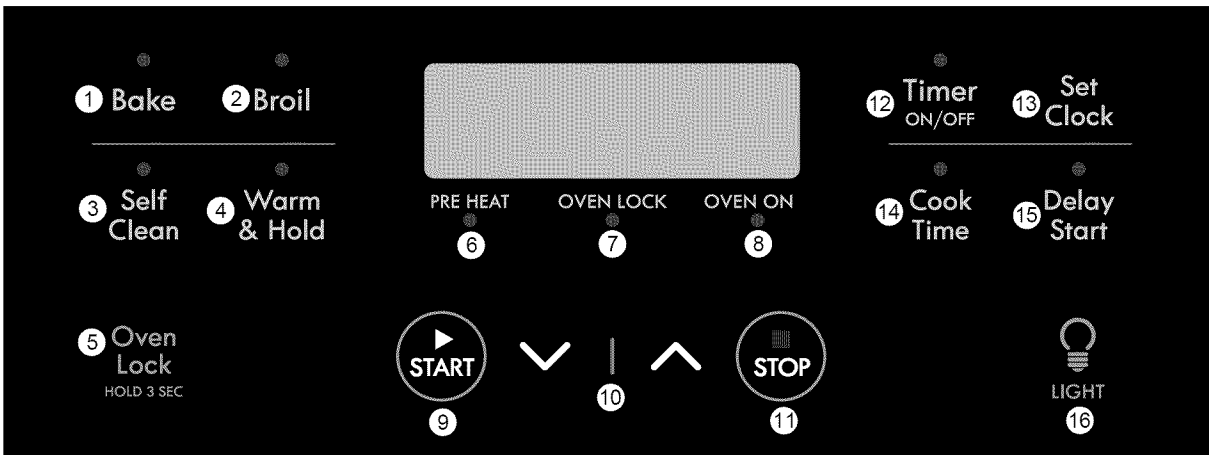 1 Bake
2 Broil
3 Self
Clean
4 Warm
& Hold
5 Oven
Lock
HOLD 3 SEC
PRE HEAT
6
OVEN LOCK
7
OVEN ON
8
START
9
10
STOP
11
12 Timer
ON/OFF
13 Set
Clock
14 Cook
Time
15 Delay
Start
LIGHT
16